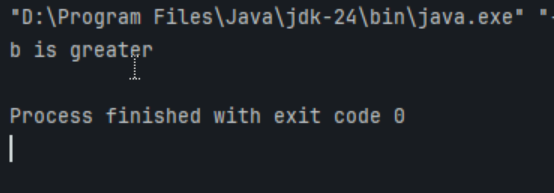 "D:\Program Files\Java\jdk-24\bin\java.exe" "-
b is greater
Process finished with exit code 0